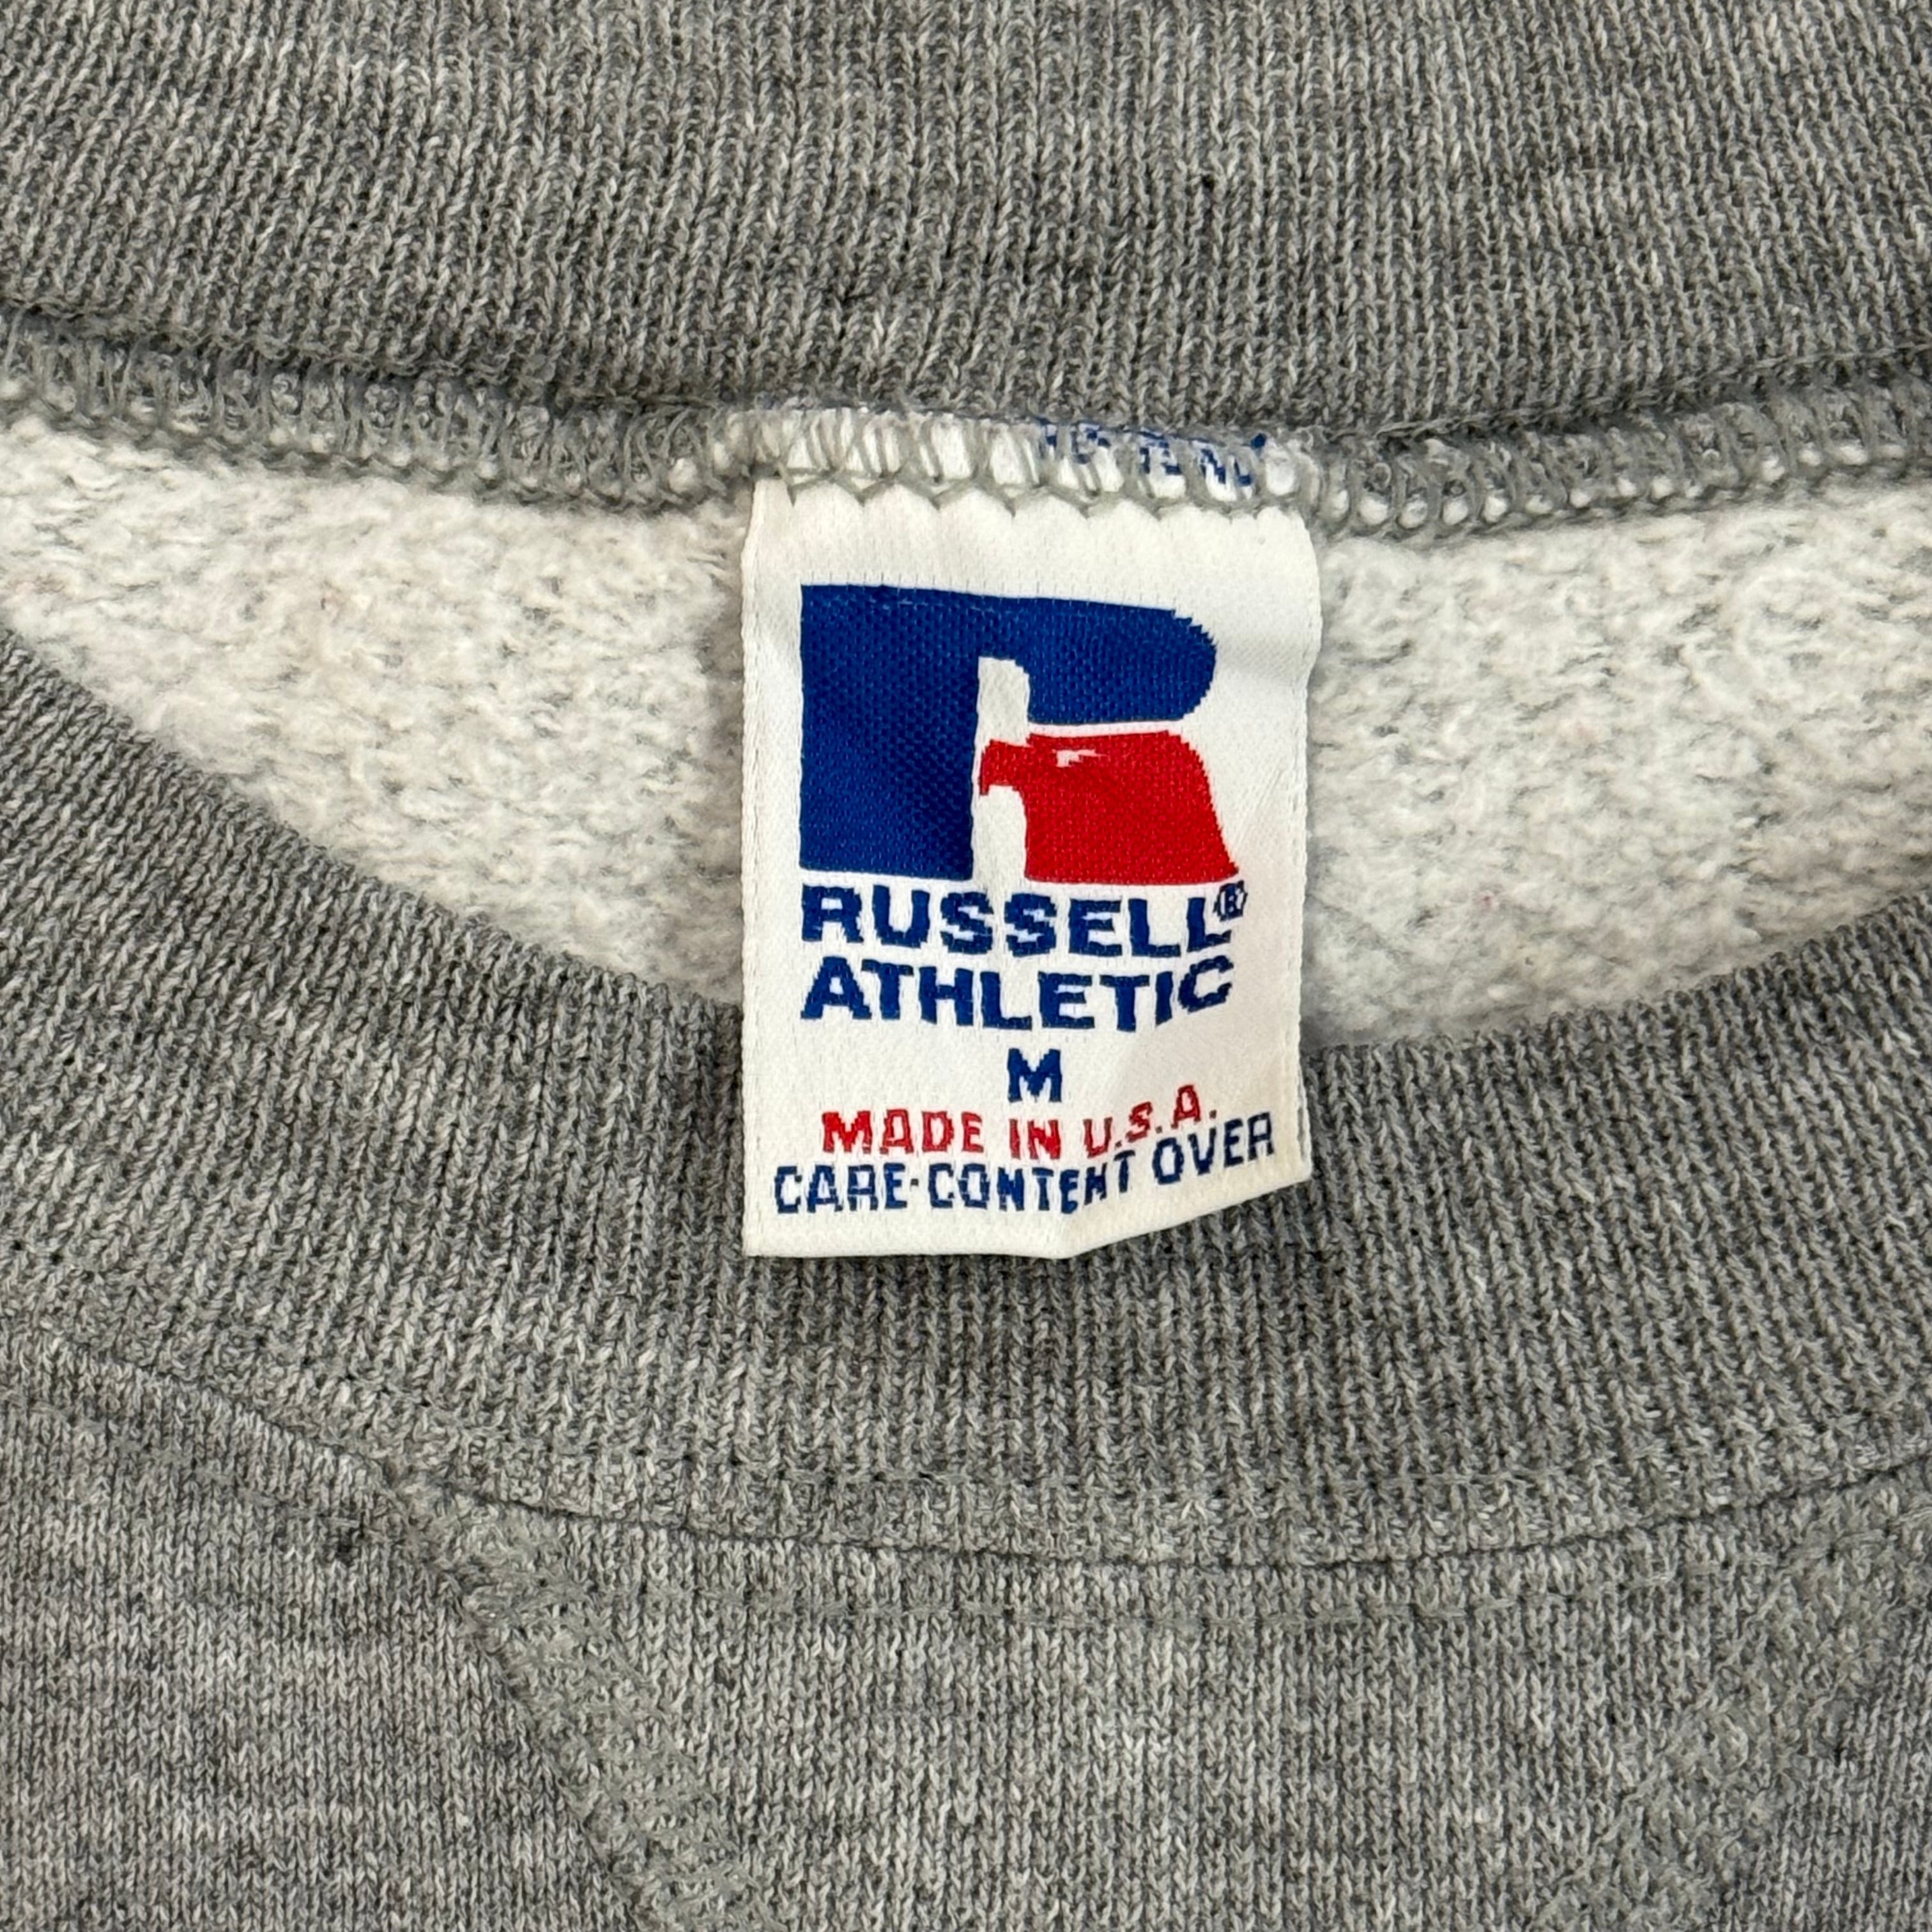 RUSSELL®
ATHLETIC
M
MADE IN U.S.A.
CARE·CONTENT OVER